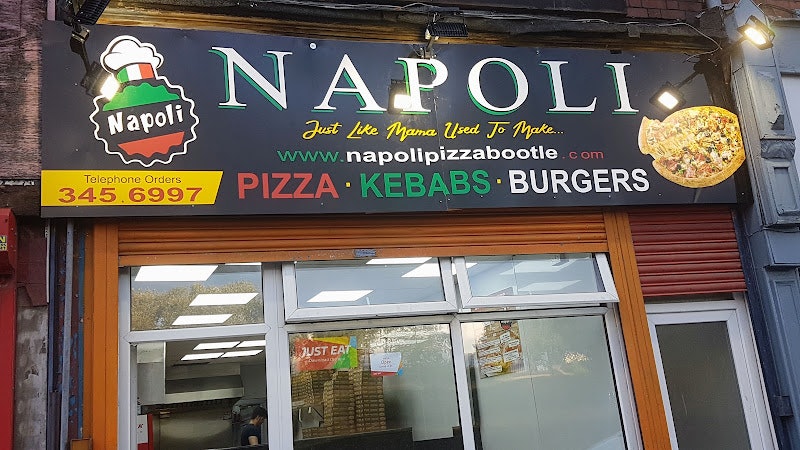 NAPOLI
Napoli
Just Like Mama Used To Make...
www.napolipizzabootle.com
Telephone Orders
345.6997
PIZZA · KEBABS · BURGERS
JUST EAT
Open